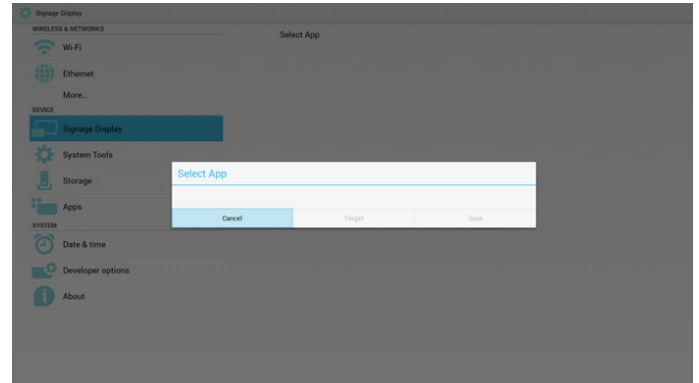 Signage Display
WIRELESS & NETWORKS
Select App
Wi-Fi
Ethernet
More...
DEVICE
Signage Display
System Tools
Storage
Apps
SYSTEM
Date & time
Developer options
About
Select App
Cancel
Forget
Save